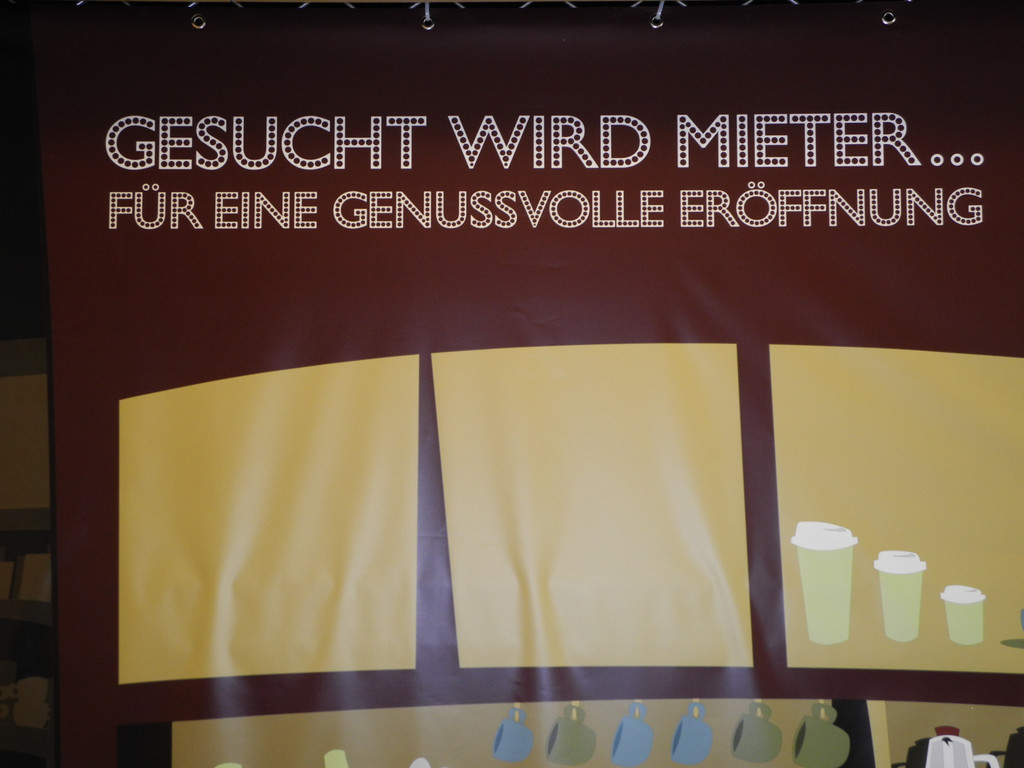 GESUCHT WIRD MIETER...
FÜR EINE GENUSSVOLLE ERÖFFNUNG